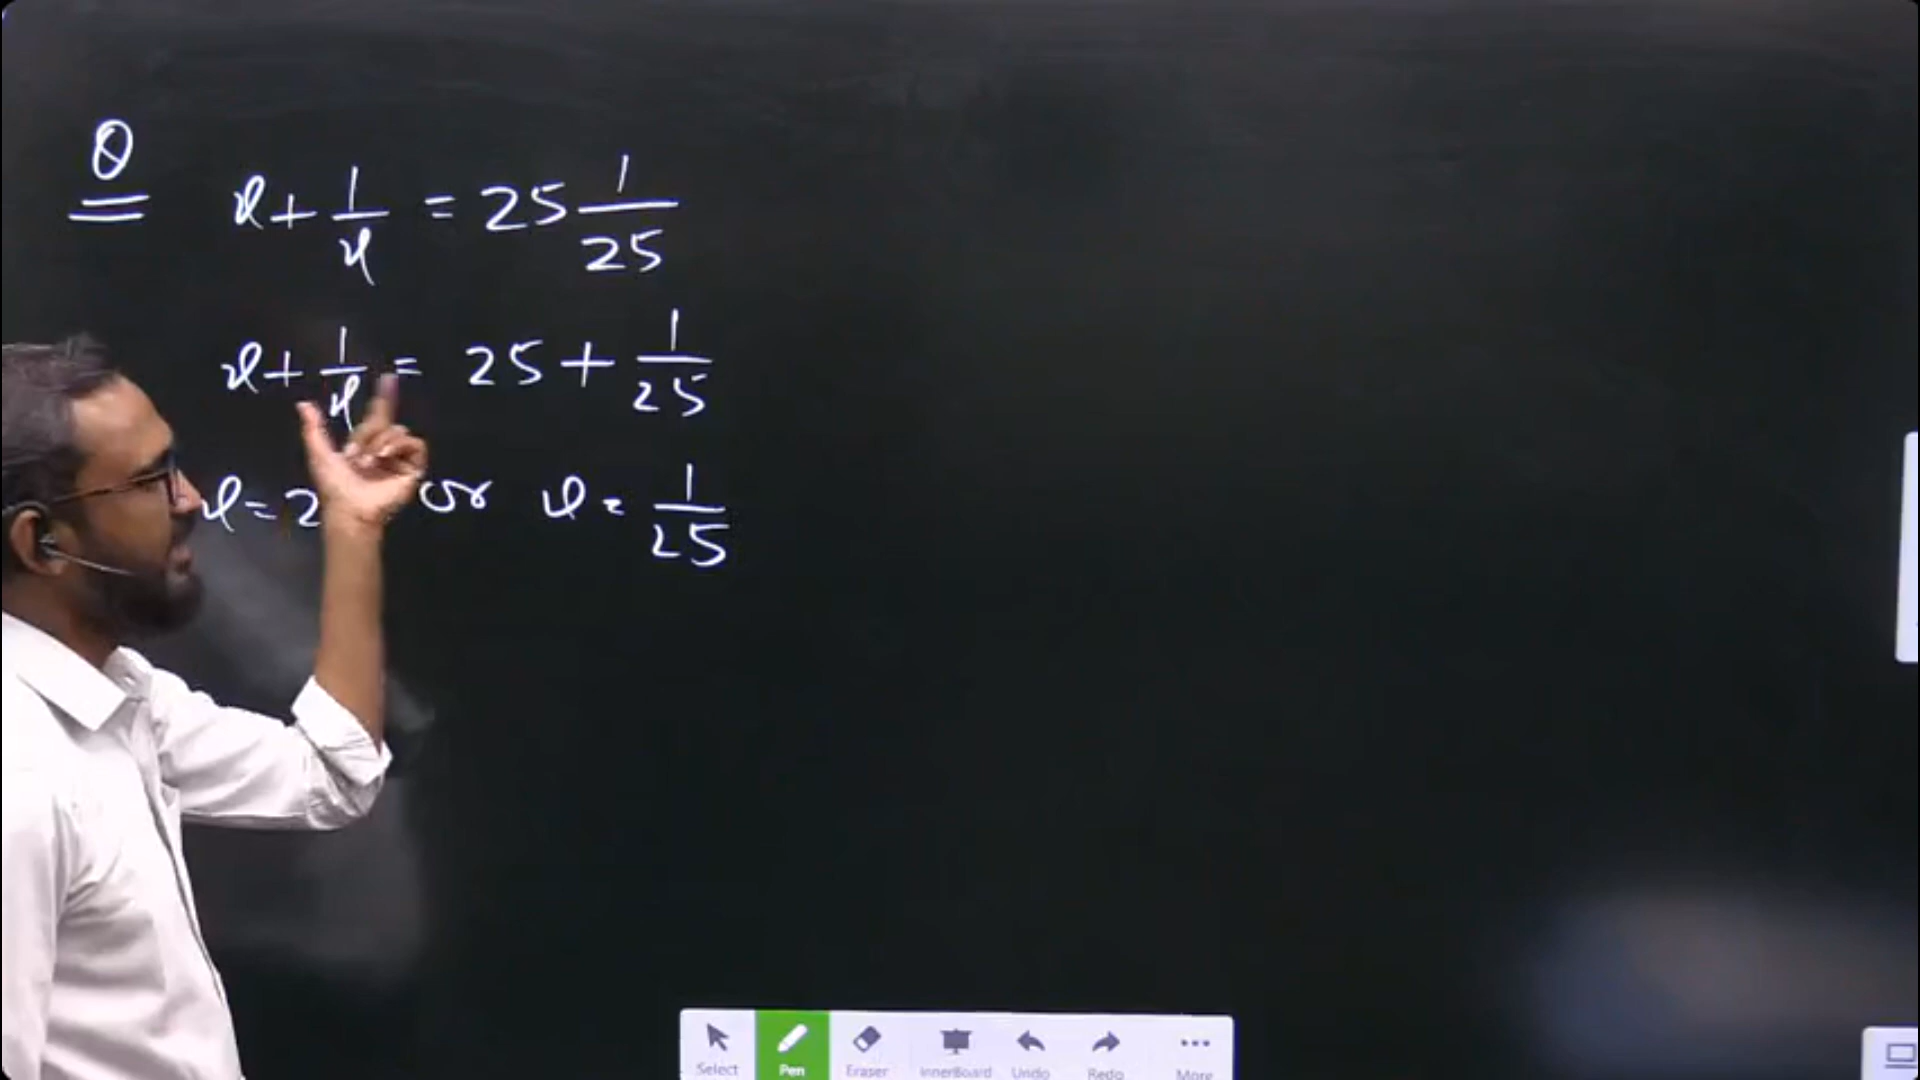 Q x + 1/x = 25 1/25
x + 1/x = 25 + 1/25
x = 2 or x = 1/25
Select Pen Eraser InnerBoard Undo Redo More